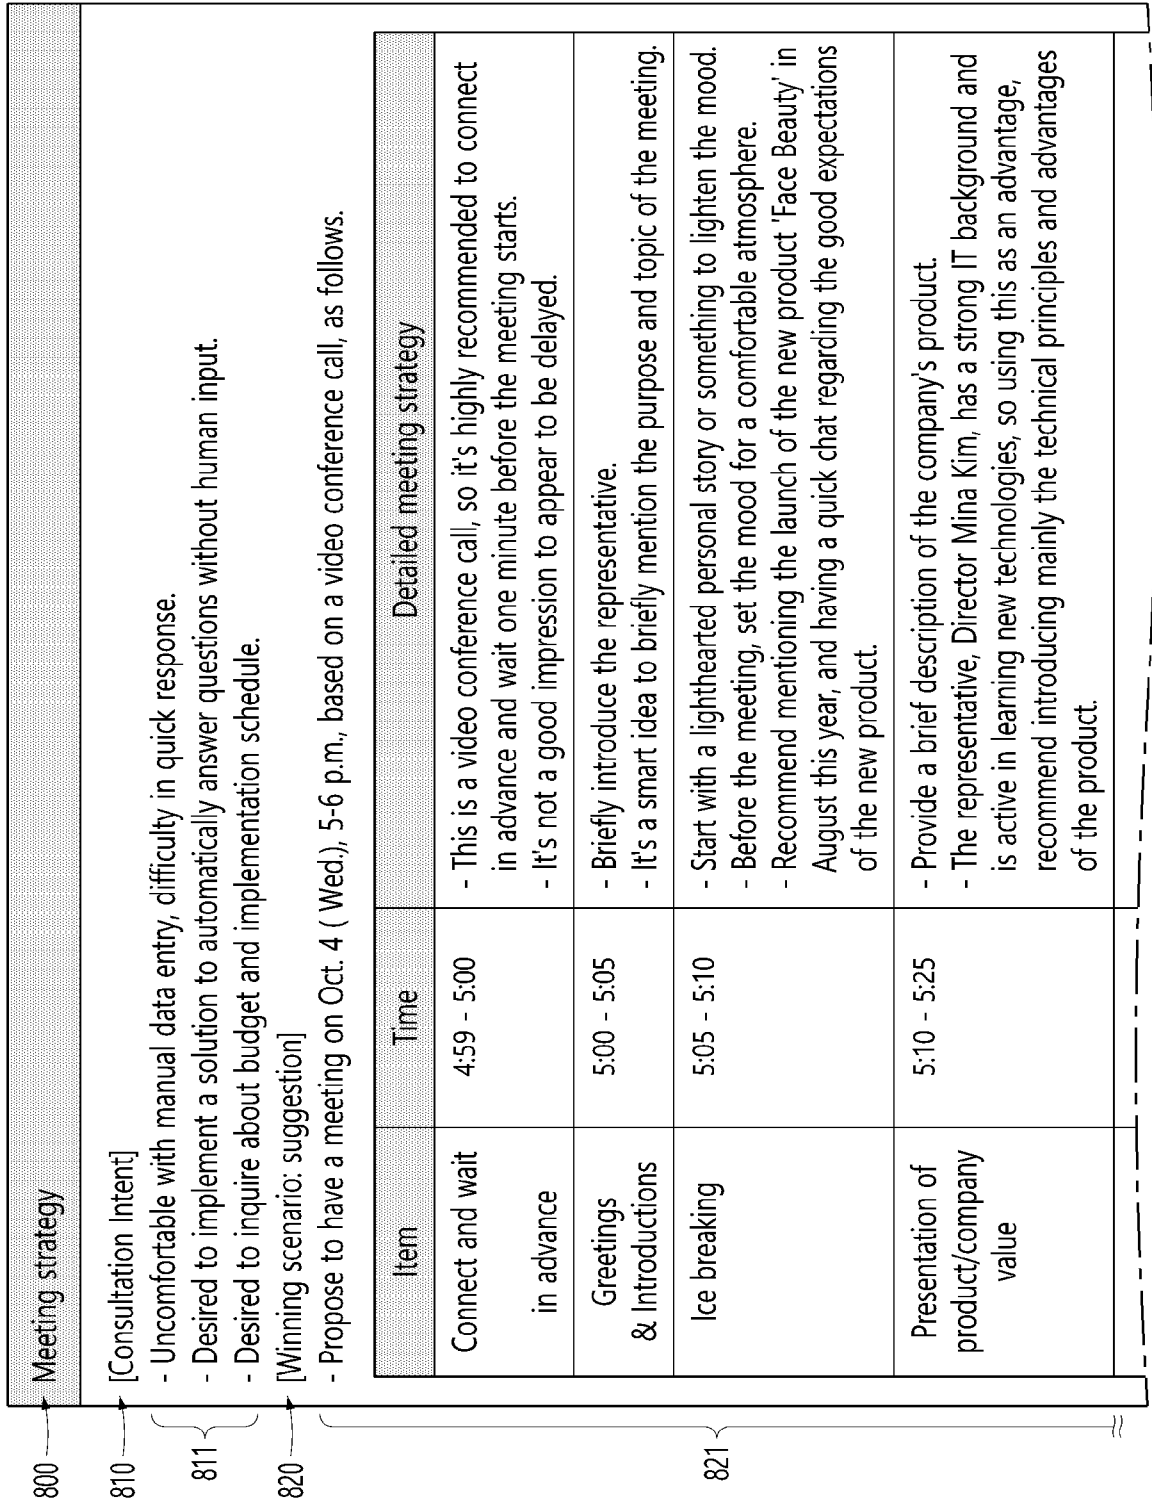 800
Meeting strategy
810
[Consultation Intent]
811
- Uncomfortable with manual data entry, difficulty in quick response.
- Desired to implement a solution to automatically answer questions without human input.
- Desired to inquire about budget and implementation schedule.
820
[Winning scenario: suggestion]
- Propose to have a meeting on Oct. 4 ( Wed.), 5-6 p.m., based on a video conference call, as follows.
821
Item
Time
Detailed meeting strategy
Connect and wait
in advance
4:59 - 5:00
- This is a video conference call, so it's highly recommended to connect
in advance and wait one minute before the meeting starts.
- It's not a good impression to appear to be delayed.
Greetings
& Introductions
5:00 - 5:05
- Briefly introduce the representative.
- It's a smart idea to briefly mention the purpose and topic of the meeting.
Ice breaking
5:05 - 5:10
- Start with a lighthearted personal story or something to lighten the mood.
- Before the meeting, set the mood for a comfortable atmosphere.
- Recommend mentioning the launch of the new product 'Face Beauty' in
August this year, and having a quick chat regarding the good expectations
of the new product.
Presentation of
product/company
value
5:10 - 5:25
- Provide a brief description of the company's product.
- The representative, Director Mina Kim, has a strong IT background and
is active in learning new technologies, so using this as an advantage,
recommend introducing mainly the technical principles and advantages
of the product.